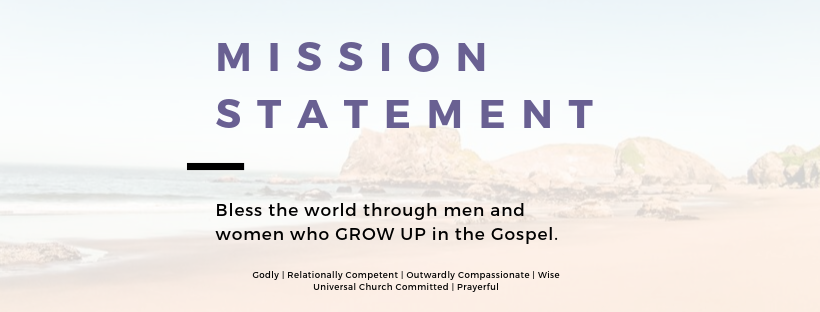 MISSION
STATEMENT
Bless the world through men and
women who GROW UP in the Gospel.
Godly | Relationally Competent | Outwardly Compassionate | Wise
Universal Church Committed | Prayerful